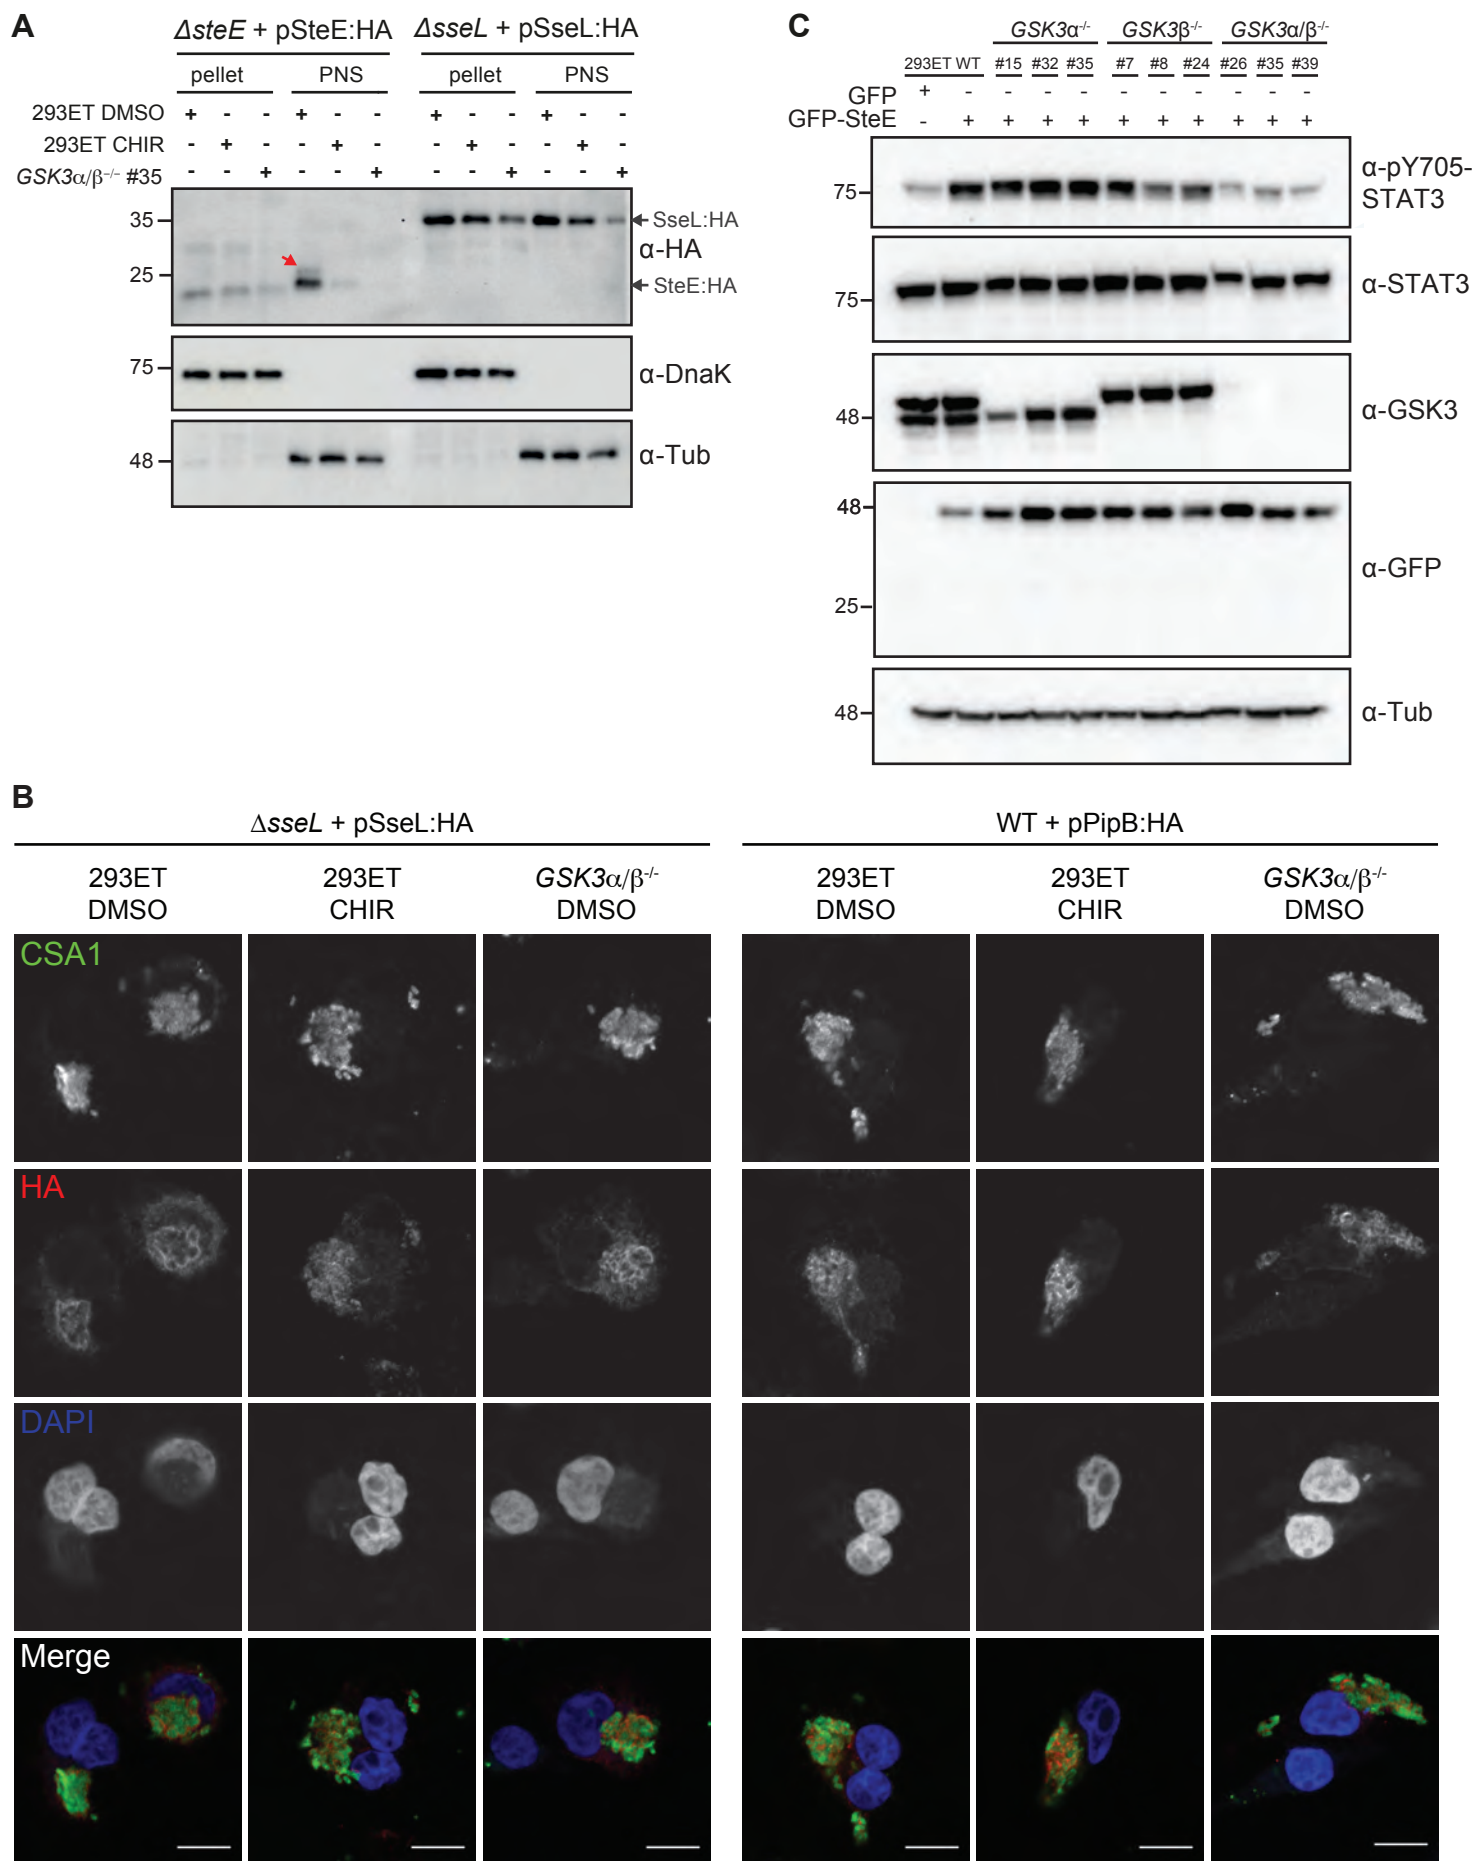 A
ΔsteE + pSteE:HA ΔsseL + pSseL:HA
pellet PNS pellet PNS
293ET DMSO + - - + - - + - - + - -
293ET CHIR - + - - + - - + - - + -
GSK3α/β-/- #35 - - + - - + - - + - - +
35
SseL:HA
α-HA
25
SteE:HA
75
α-DnaK
48
α-Tub
C
GSK3α-/- GSK3β-/- GSK3α/β-/-
293ET WT #15 #32 #35 #7 #8 #24 #26 #35 #39
GFP + - - - - - - - - - -
GFP-SteE - + + + + + + + + + +
75
α-pY705-
STAT3
75
α-STAT3
48
α-GSK3
48
α-GFP
25
48
α-Tub
B
ΔsseL + pSseL:HA WT + pPipB:HA
293ET 293ET GSK3α/β-/- 293ET 293ET GSK3α/β-/-
DMSO CHIR DMSO DMSO CHIR DMSO
CSA1
HA
DAPI
Merge